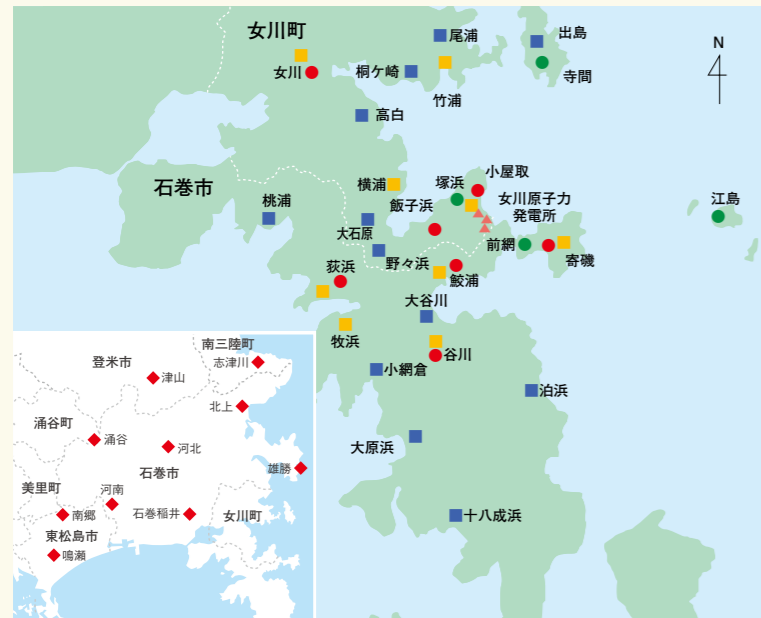 女川町
尾浦
出島
N
女川
桐ケ崎
竹浦
寺間
高白
石巻市
桃浦
横浦
小屋取
塚浜
女川原子力
発電所
飯子浜
江島
大石原
前網
寄磯
野々浜
荻浜
鮫浦
大谷川
牧浜
谷川
小網倉
泊浜
大原浜
十八成浜
南三陸町
登米市
志津川
津山
北上
涌谷町
涌谷
河北
石巻市
雄勝
美里町
河南
南郷
石巻稲井
女川町
東松島市
鳴瀬